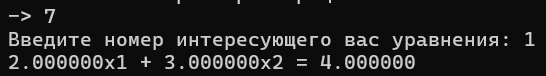 -> 7
Введите номер интересующего вас уравнения: 1
2.000000x1 + 3.000000x2 = 4.000000